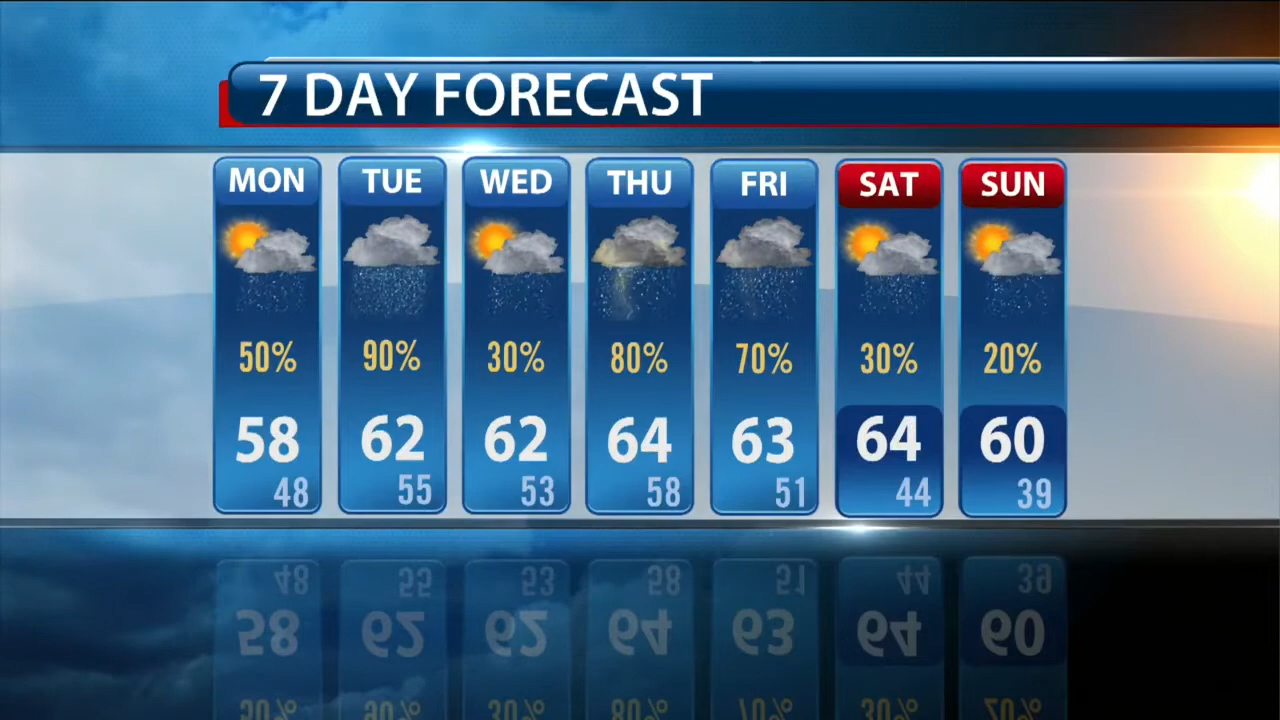 7 DAY FORECAST
MON TUE WED THU FRI SAT SUN
50% 90% 30% 80% 70% 30% 20%
58 62 62 64 63 64 60
48 55 53 58 51 44 39